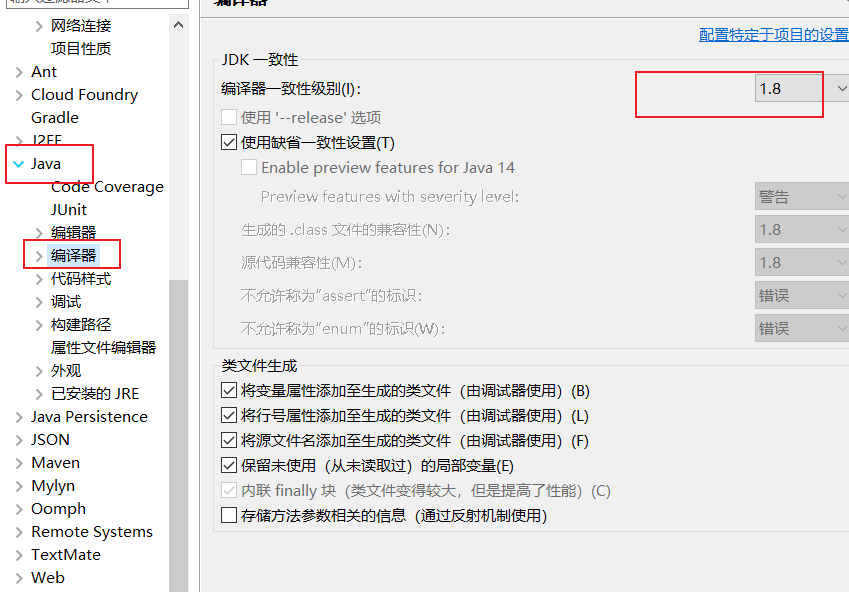 网络连接
项目性质
Ant
Cloud Foundry
Gradle
J2EE
Java
Code Coverage
JUnit
编辑器
编译器
代码样式
调试
构建路径
属性文件编辑器
外观
已安装的 JRE
Java Persistence
JSON
Maven
Mylyn
Oomph
Remote Systems
TextMate
Web
配置特定于项目的设置
JDK 一致性
编译器一致性级别(I)： 1.8
使用 '--release' 选项
使用缺省一致性设置(T)
Enable preview features for Java 14
Preview features with severity level: 警告
生成的 .class 文件的兼容性(N)： 1.8
源代码兼容性(M)： 1.8
不允许称为“assert”的标识： 错误
不允许称为“enum”的标识(W)： 错误
类文件生成
将变量属性添加至生成的类文件（由调试器使用）(B)
将行号属性添加至生成的类文件（由调试器使用）(L)
将源文件名添加至生成的类文件（由调试器使用）(F)
保留未使用（从未读取过）的局部变量(E)
内联 finally 块（类文件变得较大，但是提高了性能）(C)
存储方法参数相关的信息（通过反射机制使用）